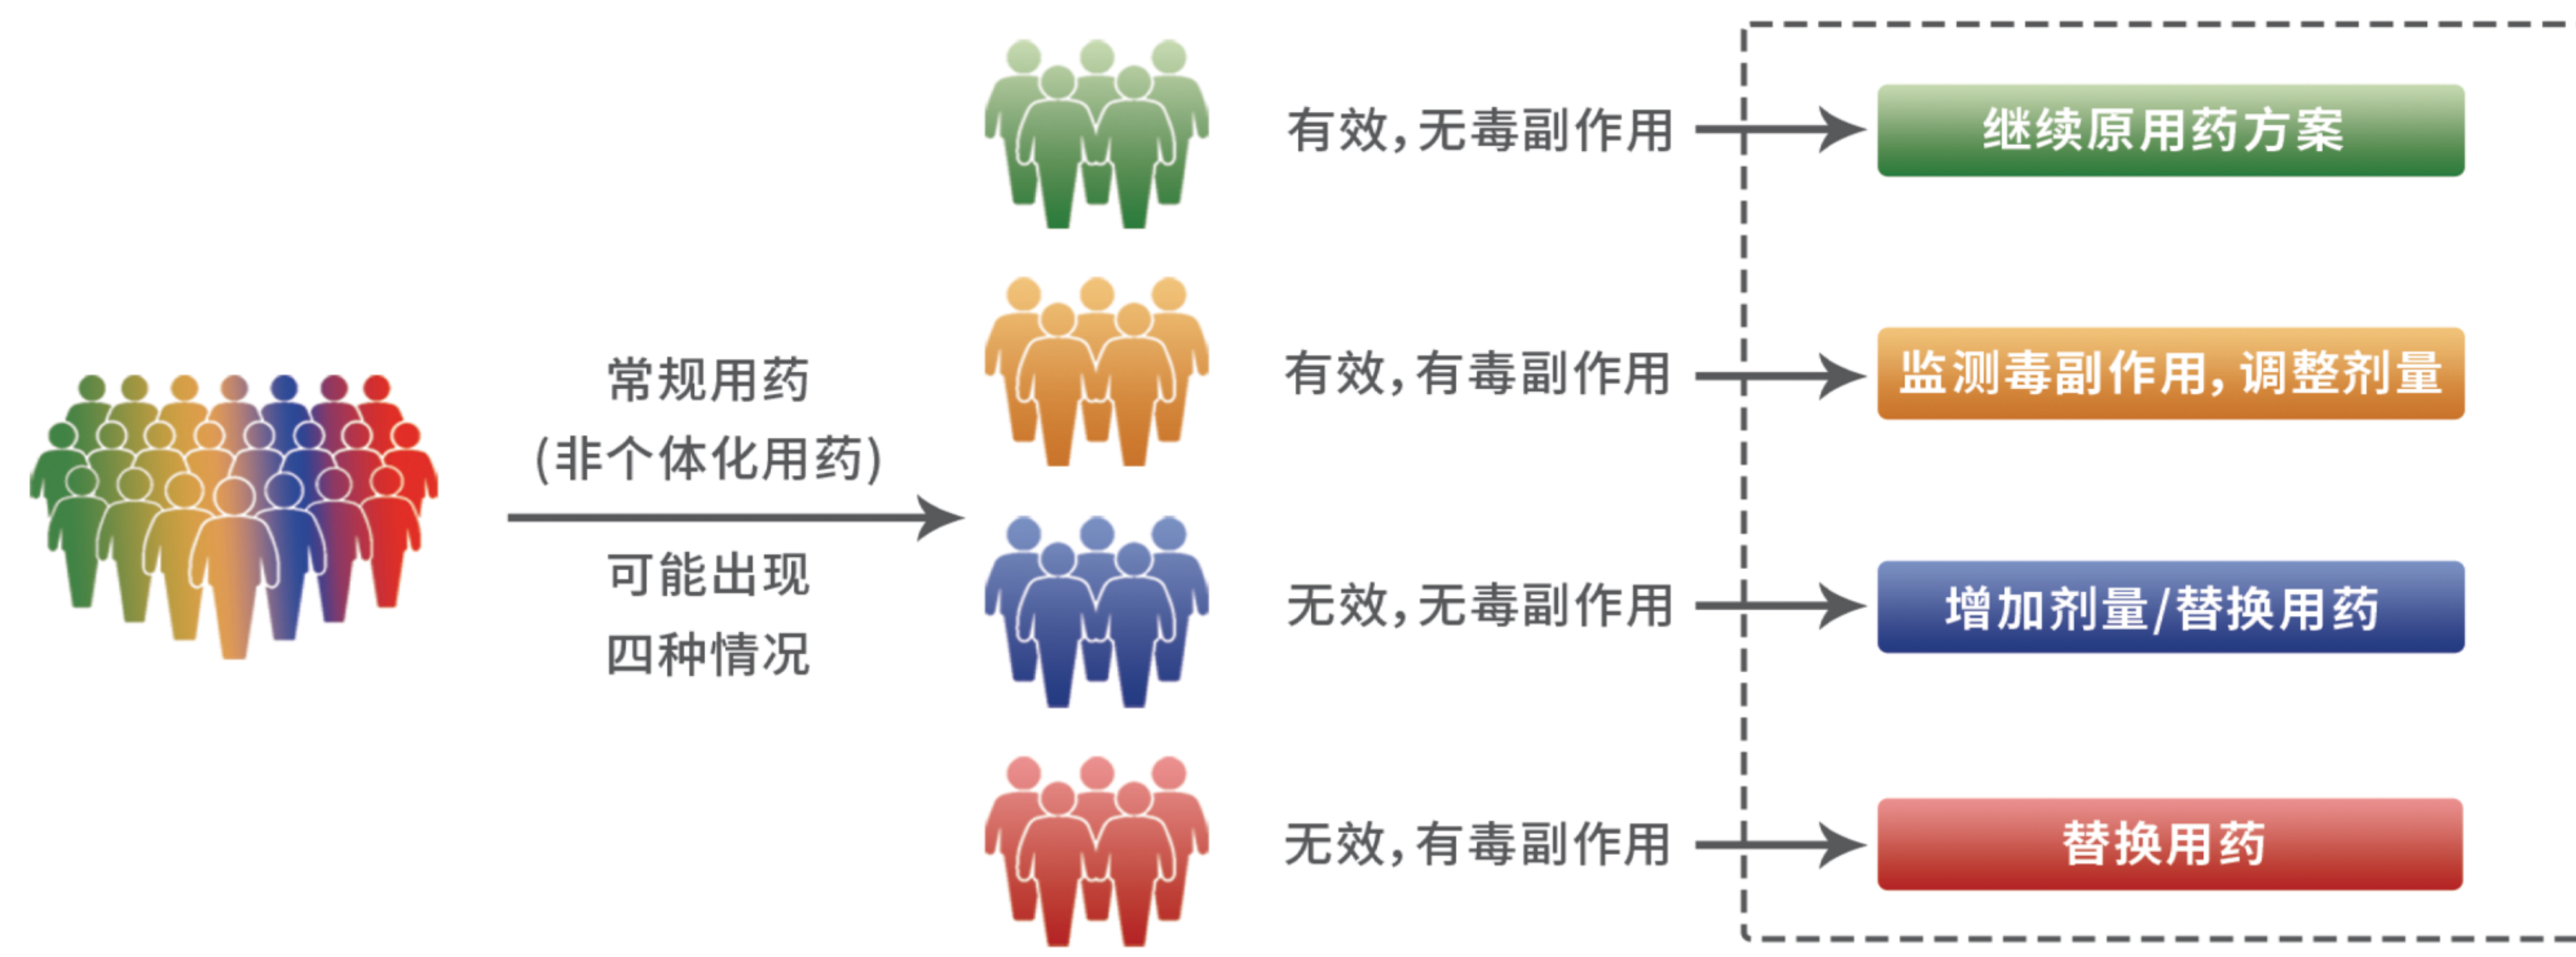 常规用药
(非个体化用药)
可能出现
四种情况
有效,无毒副作用
继续原用药方案
有效,有毒副作用
监测毒副作用,调整剂量
无效,无毒副作用
增加剂量/替换用药
无效,有毒副作用
替换用药